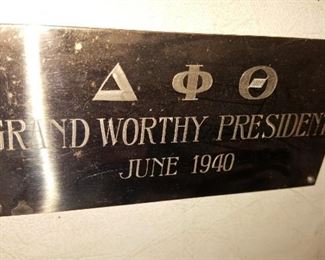 Δ Φ Θ
GRAND WORTHY PRESIDENT
JUNE 1940